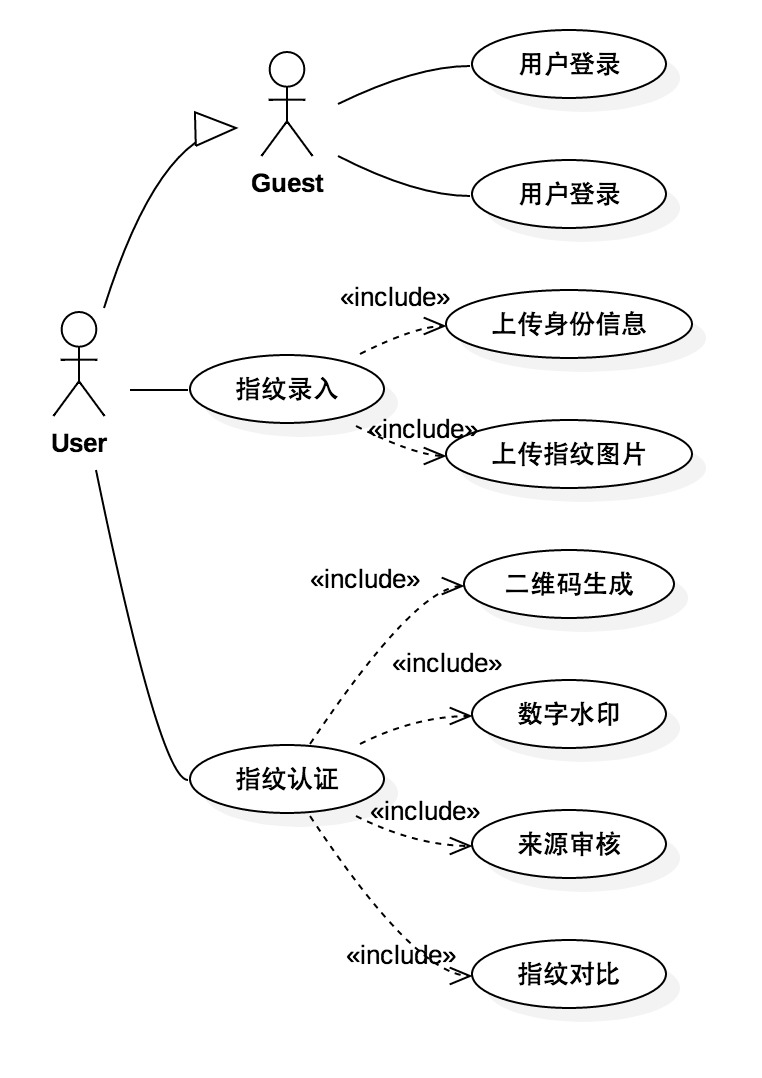 用户登录
Guest
用户登录
«include»
上传身份信息
指纹录入
User
«include»
上传指纹图片
«include»
二维码生成
«include»
数字水印
指纹认证
«include»
来源审核
«include»
指纹对比